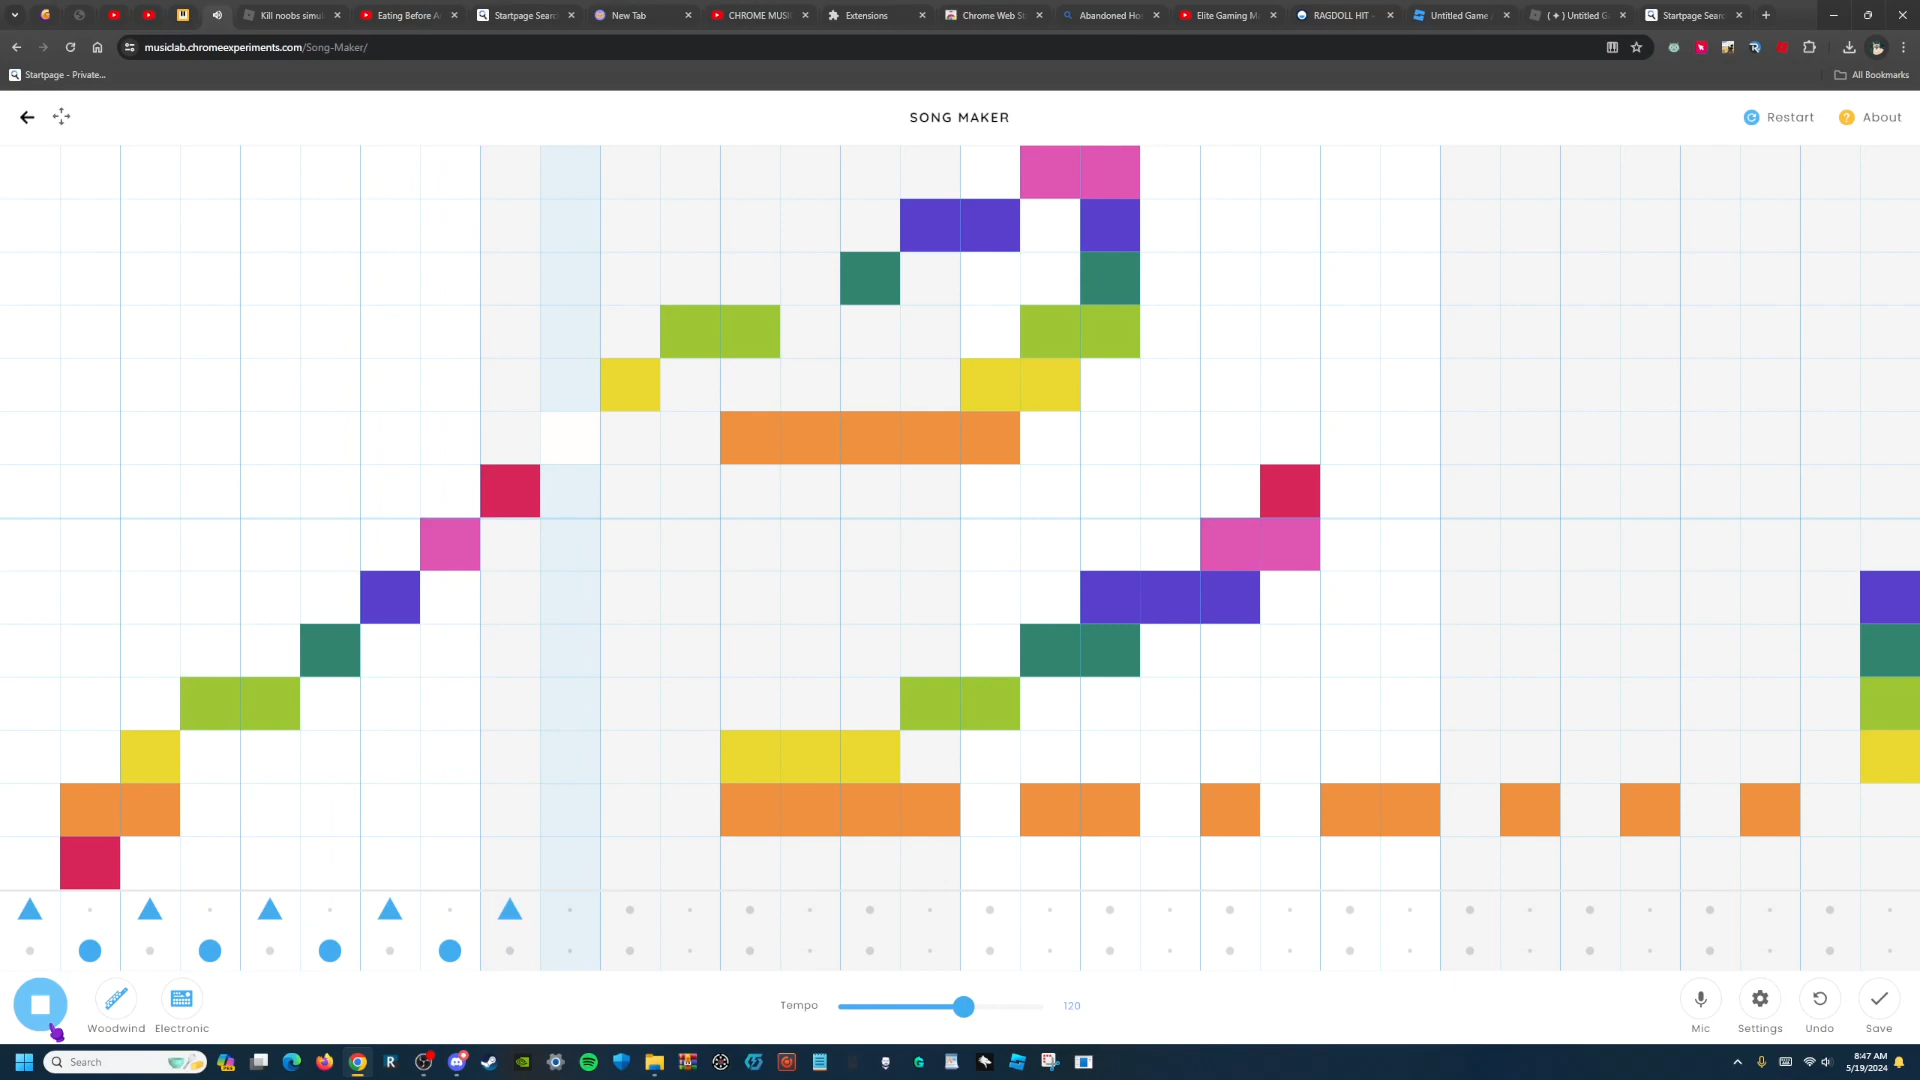 Kill noobs simul
Eating Before A
Startpage Sear
New Tab
CHROME MUSI
Extensions
Chrome Web St
Abandoned Ho
Elite Gaming M
RAGDOLL HIT -
Untitled Game
( ✦ ) Untitled G
Startpage Sear
musiclab.chromeexperiments.com/Song-Maker/
Startpage - Private...
All Bookmarks
SONG MAKER
Restart
About
Woodwind
Electronic
Tempo
120
Mic
Settings
Undo
Save
Search
8:47 AM
5/19/2024